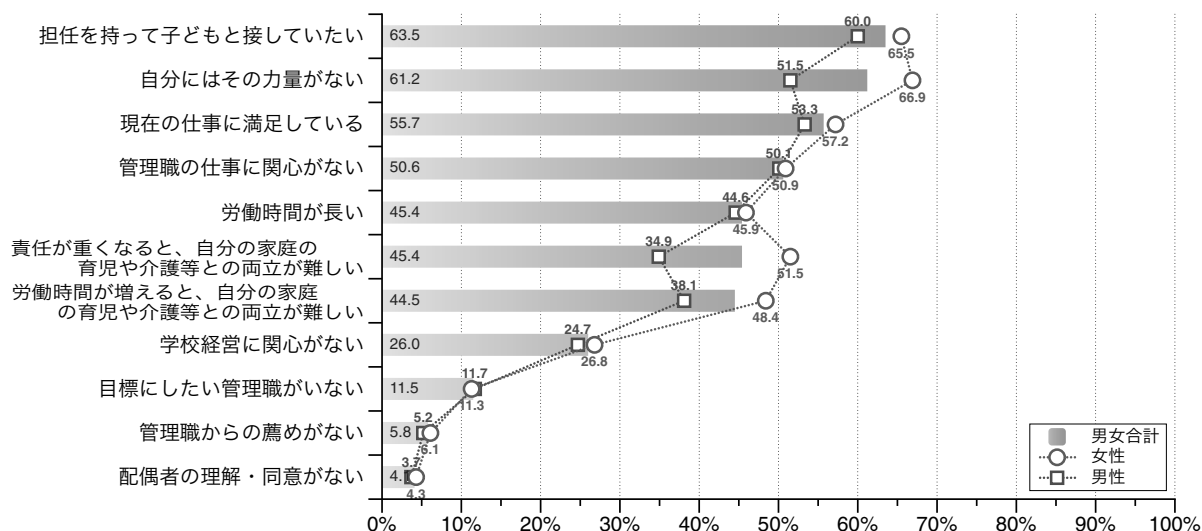 担任を持って子どもと接していたい
63.5
60.0
65.5
自分にはその力量がない
61.2
51.5
66.9
現在の仕事に満足している
55.7
53.3
57.2
管理職の仕事に関心がない
50.6
50.1
50.9
労働時間が長い
45.4
44.6
45.9
責任が重くなると、自分の家庭の
育児や介護等との両立が難しい
45.4
34.9
51.5
労働時間が増えると、自分の家庭
の育児や介護等との両立が難しい
44.5
38.1
48.4
学校経営に関心がない
26.0
24.7
26.8
目標にしたい管理職がいない
11.5
11.7
11.3
管理職からの薦めがない
5.8
5.2
6.1
配偶者の理解・同意がない
3.7
4.3
男女合計
女性
男性
0% 10% 20% 30% 40% 50% 60% 70% 80% 90% 100%